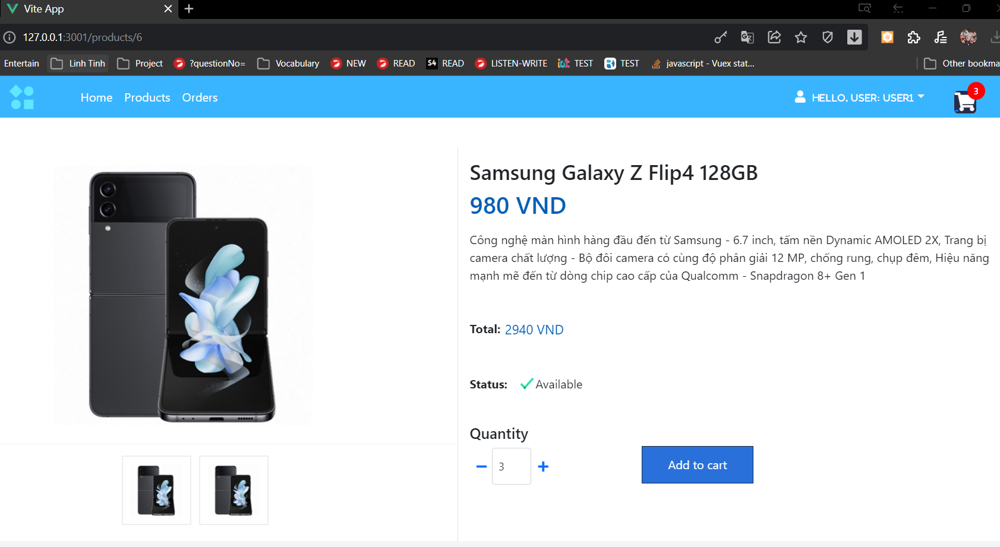 Vite App
127.0.0.1:3001/products/6
Entertain Linh Tinh Project ?questionNo= Vocabulary NEW READ S4 READ LISTEN-WRITE TEST TEST javascript - Vuex stat... Other bookma
Home Products Orders HELLO, USER: USER1 3
Samsung Galaxy Z Flip4 128GB
980 VND
Công nghệ màn hình hàng đầu đến từ Samsung - 6.7 inch, tấm nền Dynamic AMOLED 2X, Trang bị
camera chất lượng - Bộ đôi camera có cùng độ phân giải 12 MP, chống rung, chụp đêm, Hiệu năng
mạnh mẽ đến từ dòng chip cao cấp của Qualcomm - Snapdragon 8+ Gen 1
Total: 2940 VND
Status: Available
Quantity
3 Add to cart